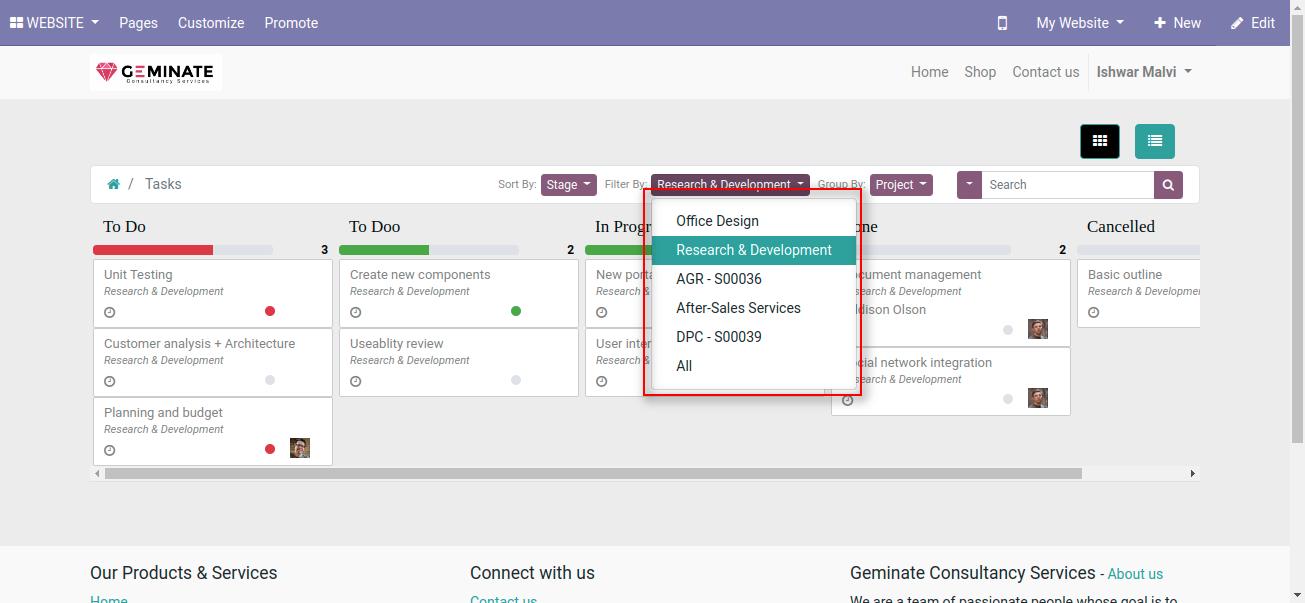 WEBSITE Pages Customize Promote My Website New Edit
GEMINATE
Consultancy Services
Home Shop Contact us Ishwar Malvi
/ Tasks Sort By: Stage Filter By: Research & Development Group By: Project Search
To Do
3
Unit Testing
Research & Development
Customer analysis + Architecture
Research & Development
Planning and budget
Research & Development
To Doo
2
Create new components
Research & Development
Useablity review
Research & Development
In Progr
New porta
Research &
User inter
Research &
Office Design
Research & Development
AGR - S00036
After-Sales Services
DPC - S00039
All
one
2
cument management
search & Development
dison Olson
cial network integration
search & Development
Cancelled
Basic outline
Research & Developmen
Our Products & Services
Home
Connect with us
Contact us
Geminate Consultancy Services - About us
We are a team of passionate people whose goal is to